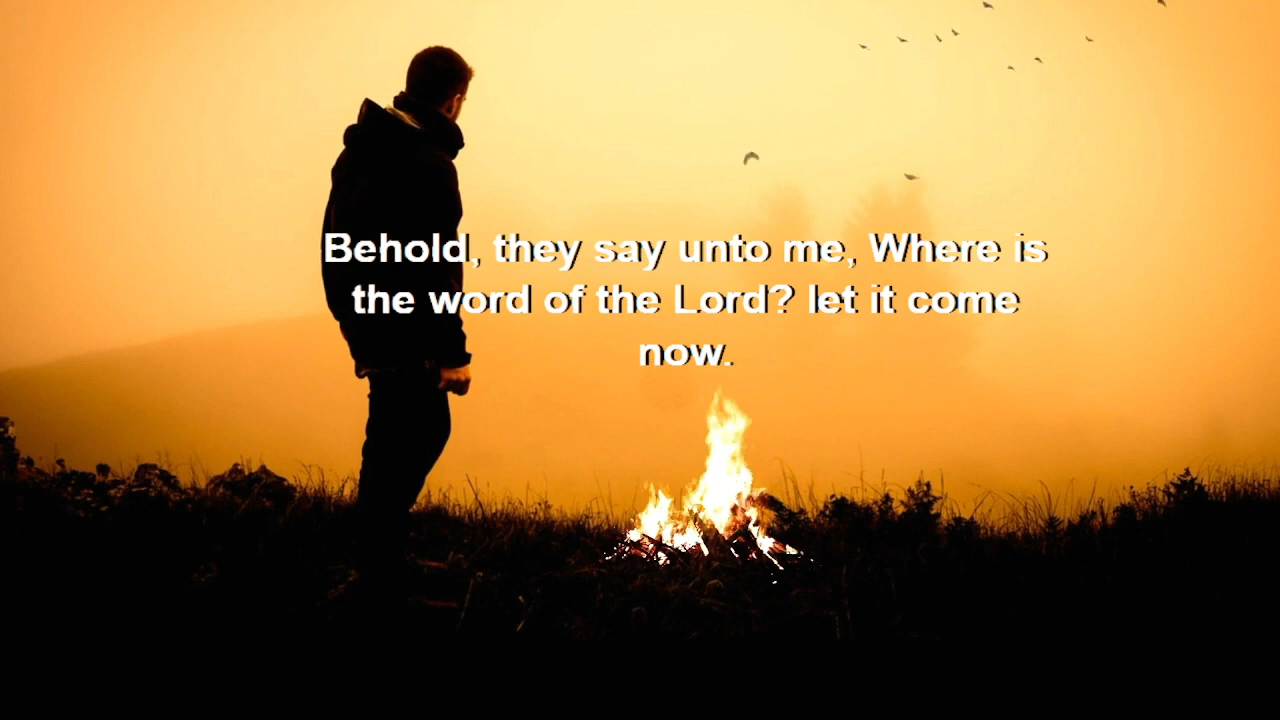 Behold, they say unto me, Where is
the word of the Lord? let it come
now.